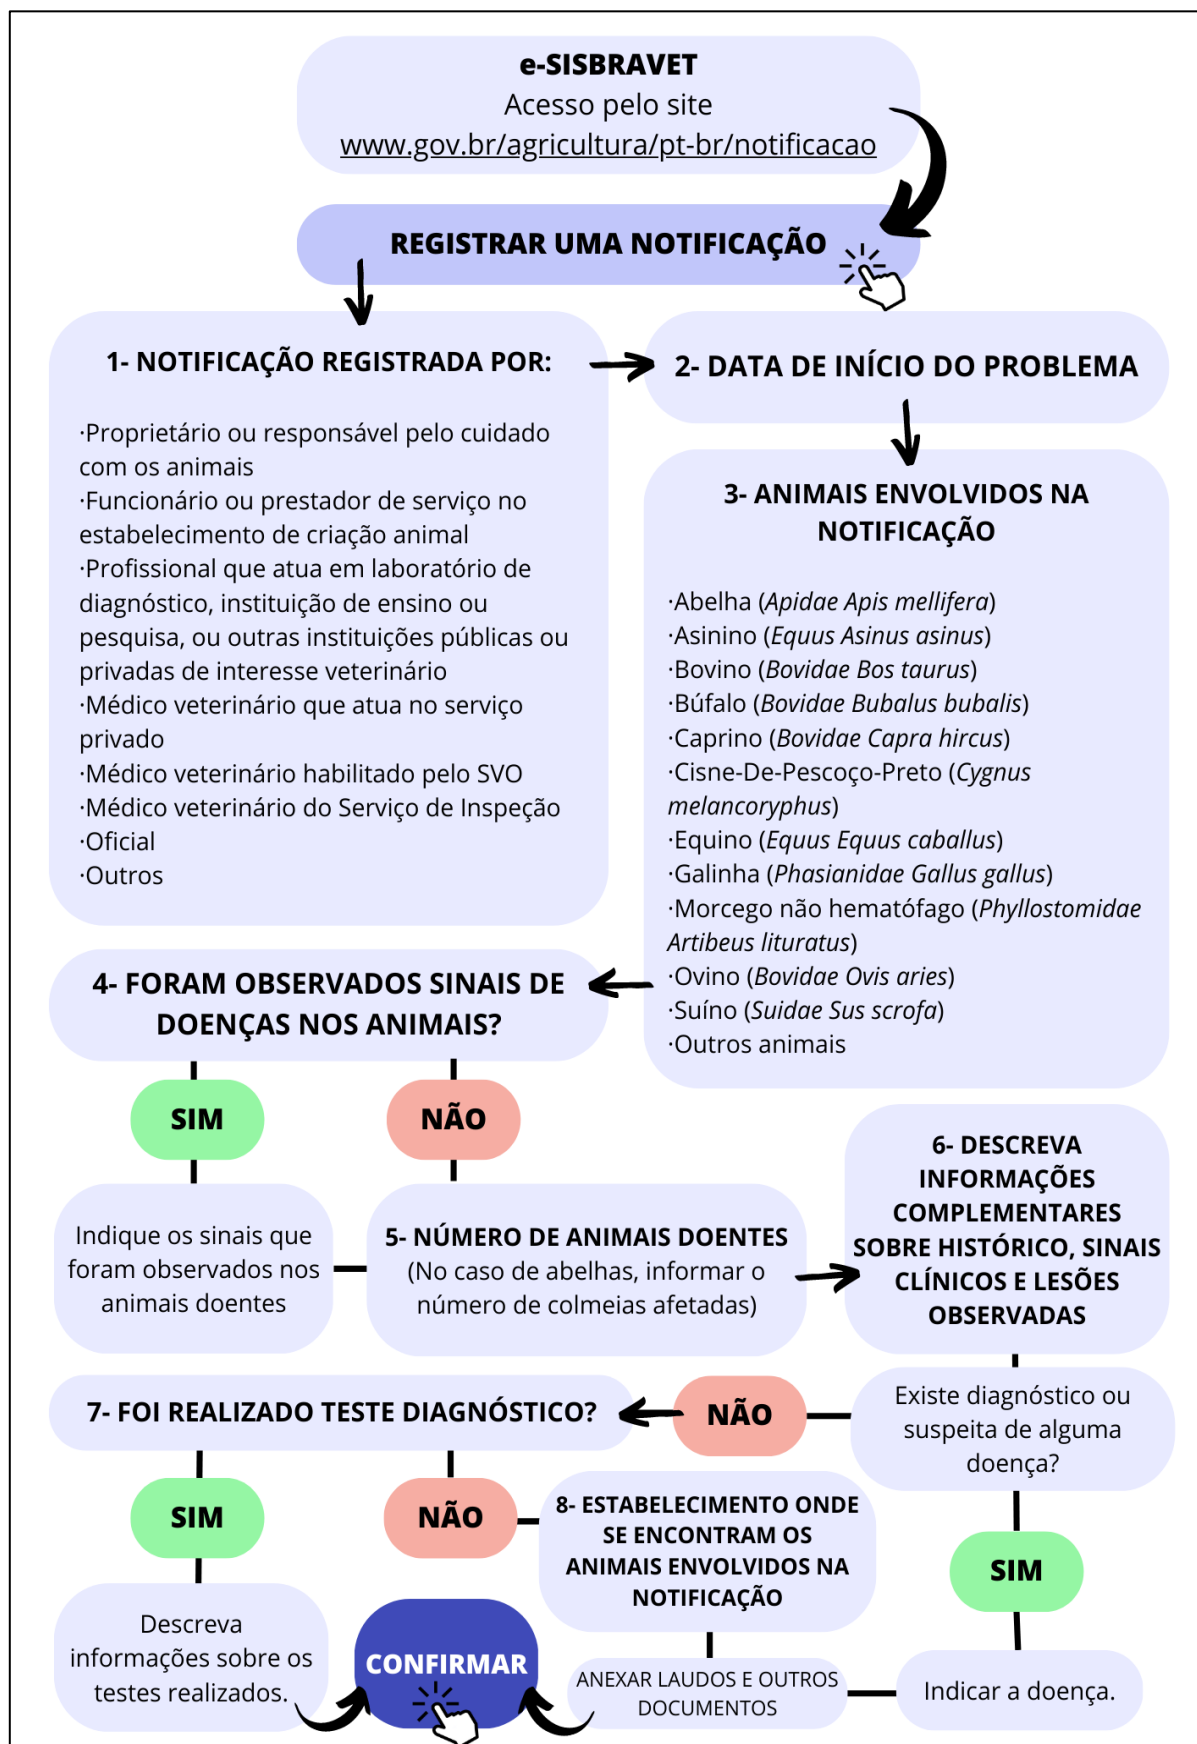 e-SISBRAVET
Acesso pelo site
www.gov.br/agricultura/pt-br/notificacao
REGISTRAR UMA NOTIFICAÇÃO
1- NOTIFICAÇÃO REGISTRADA POR:
·Proprietário ou responsável pelo cuidado
com os animais
·Funcionário ou prestador de serviço no
estabelecimento de criação animal
·Profissional que atua em laboratório de
diagnóstico, instituição de ensino ou
pesquisa, ou outras instituições públicas ou
privadas de interesse veterinário
·Médico veterinário que atua no serviço
privado
·Médico veterinário habilitado pelo SVO
·Médico veterinário do Serviço de Inspeção
·Oficial
·Outros
2- DATA DE INÍCIO DO PROBLEMA
3- ANIMAIS ENVOLVIDOS NA
NOTIFICAÇÃO
·Abelha (Apidae Apis mellifera)
·Asinino (Equus Asinus asinus)
·Bovino (Bovidae Bos taurus)
·Búfalo (Bovidae Bubalus bubalis)
·Caprino (Bovidae Capra hircus)
·Cisne-De-Pescoço-Preto (Cygnus
melancoryphus)
·Equino (Equus Equus caballus)
·Galinha (Phasianidae Gallus gallus)
·Morcego não hematófago (Phyllostomidae
Artibeus lituratus)
·Ovino (Bovidae Ovis aries)
·Suíno (Suidae Sus scrofa)
·Outros animais
4- FORAM OBSERVADOS SINAIS DE
DOENÇAS NOS ANIMAIS?
SIM
NÃO
Indique os sinais que
foram observados nos
animais doentes
5- NÚMERO DE ANIMAIS DOENTES
(No caso de abelhas, informar o
número de colmeias afetadas)
6- DESCREVA
INFORMAÇÕES
COMPLEMENTARES
SOBRE HISTÓRICO, SINAIS
CLÍNICOS E LESÕES
OBSERVADAS
Existe diagnóstico ou
suspeita de alguma
doença?
NÃO
7- FOI REALIZADO TESTE DIAGNÓSTICO?
SIM
NÃO
8- ESTABELECIMENTO ONDE
SE ENCONTRAM OS
ANIMAIS ENVOLVIDOS NA
NOTIFICAÇÃO
SIM
Descreva
informações sobre os
testes realizados.
CONFIRMAR
ANEXAR LAUDOS E OUTROS
DOCUMENTOS
Indicar a doença.